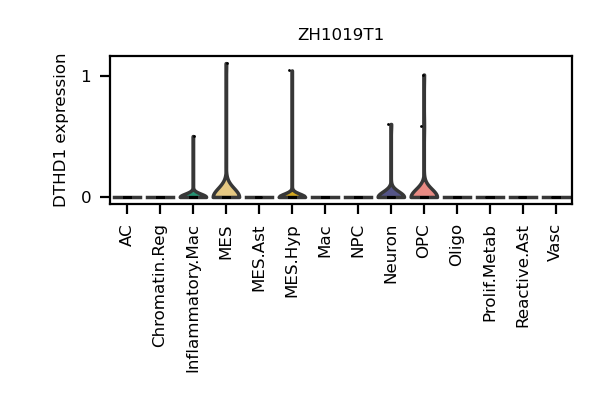 ZH1019T1
DTHD1 expression
1
0
AC
Chromatin.Reg
Inflammatory.Mac
MES
MES.Ast
MES.Hyp
Mac
NPC
Neuron
OPC
Oligo
Prolif.Metab
Reactive.Ast
Vasc